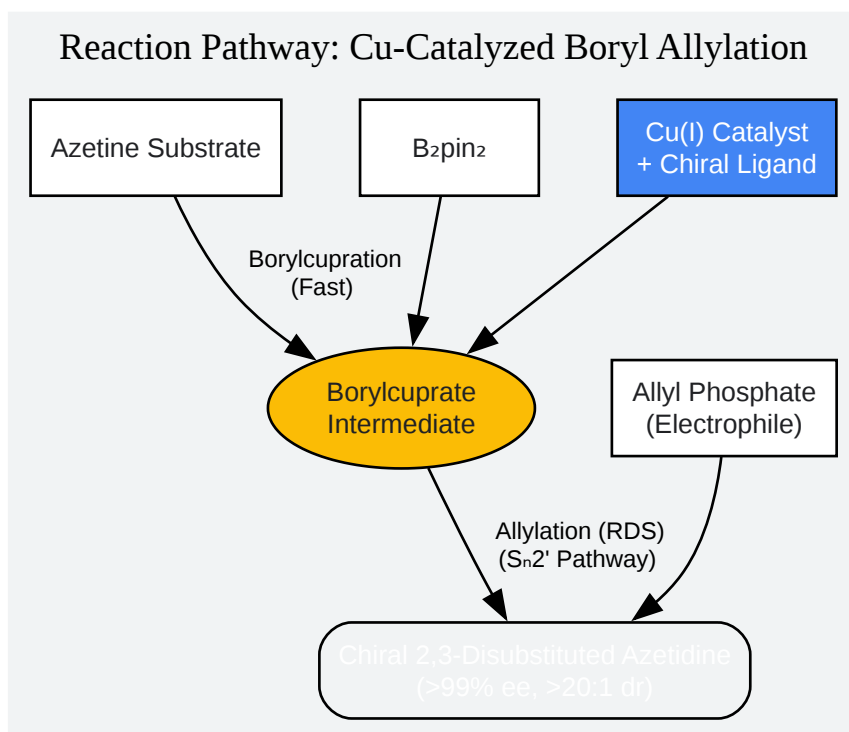 Reaction Pathway: Cu-Catalyzed Boryl Allylation
Azetine Substrate
B₂pin₂
Cu(I) Catalyst
+ Chiral Ligand
Borylcupration
(Fast)
Borylcuprate
Intermediate
Allyl Phosphate
(Electrophile)
Allylation (RDS)
(Sₙ2' Pathway)
Chiral 2,3-Disubstituted Azetidine
(>99% ee, >20:1 dr)